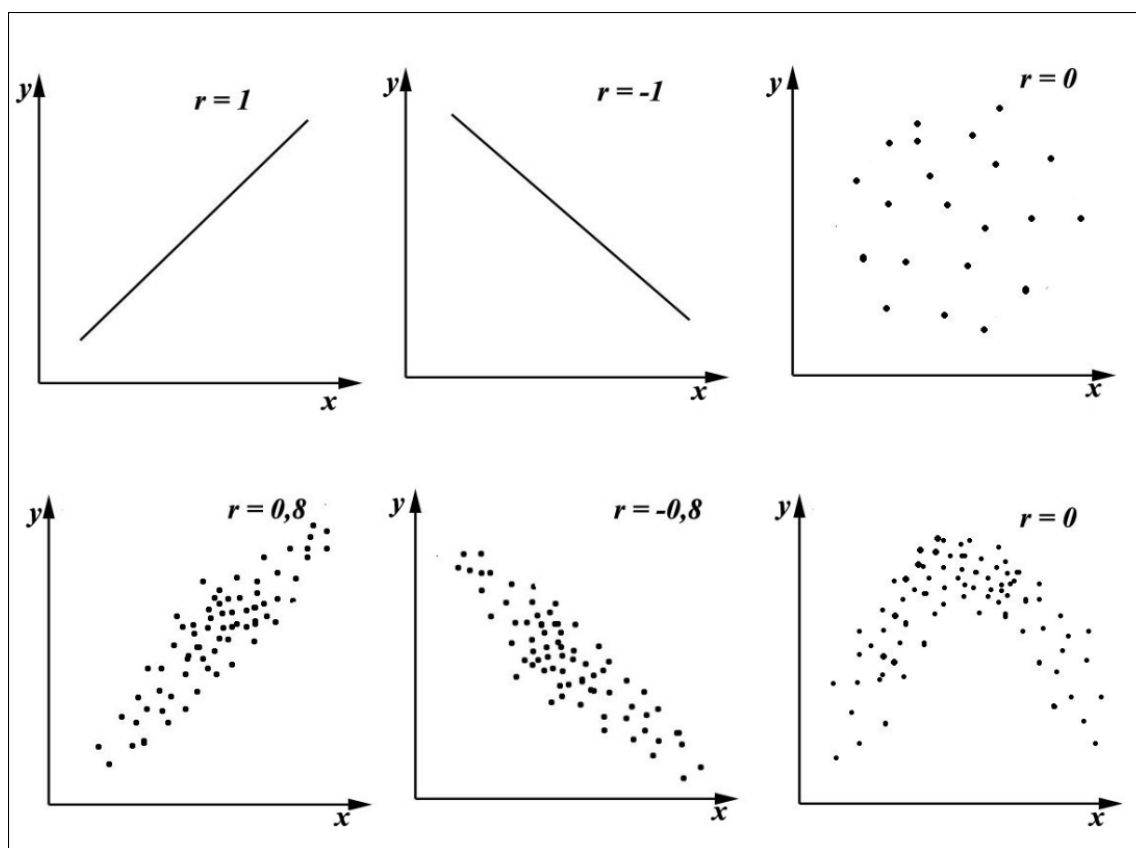 y
r = 1
x
y
r = -1
x
y
r = 0
x
y
r = 0,8
x
y
r = -0,8
x
y
r = 0
x